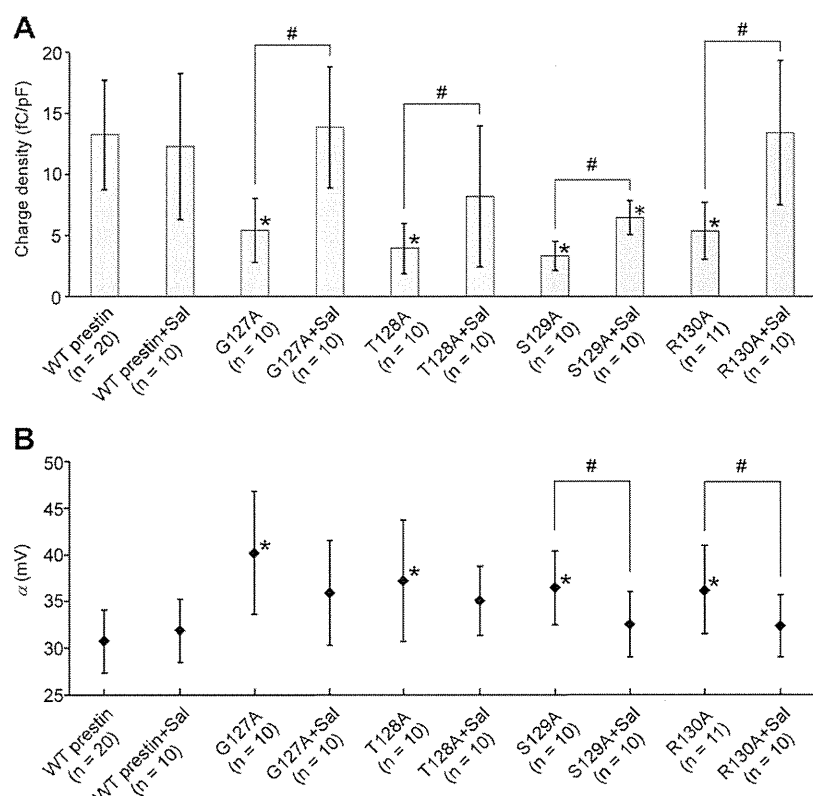 A
Charge density (fC/pF)
20
15
10
5
0
#
#
#
#
*
*
*
*
*
WT prestin
(n = 20)
WT prestin+Sal
(n = 10)
G127A
(n = 10)
G127A+Sal
(n = 10)
T128A
(n = 10)
T128A+Sal
(n = 10)
S129A
(n = 10)
S129A+Sal
(n = 10)
R130A
(n = 11)
R130A+Sal
(n = 10)
B
α (mV)
50
45
40
35
30
25
#
#
*
*
*
*
WT prestin
(n = 20)
WT prestin+Sal
(n = 10)
G127A
(n = 10)
G127A+Sal
(n = 10)
T128A
(n = 10)
T128A+Sal
(n = 10)
S129A
(n = 10)
S129A+Sal
(n = 10)
R130A
(n = 11)
R130A+Sal
(n = 10)